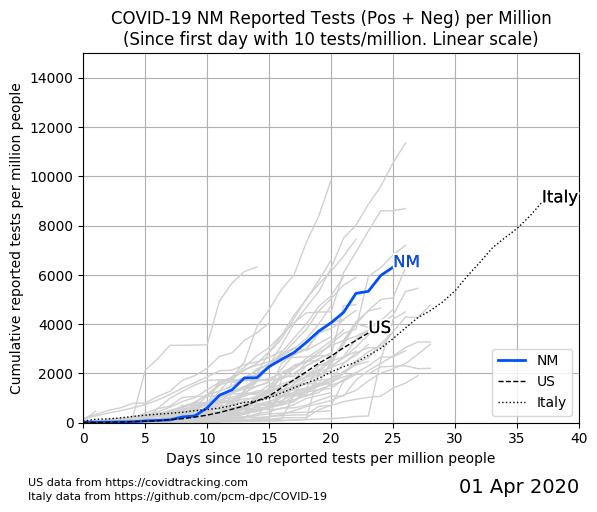 COVID-19 NM Reported Tests (Pos + Neg) per Million
(Since first day with 10 tests/million. Linear scale)
Cumulative reported tests per million people
14000
12000
10000
8000
6000
4000
2000
0
Italy
NM
US
NM
US
Italy
0 5 10 15 20 25 30 35 40
Days since 10 reported tests per million people
US data from https://covidtracking.com
Italy data from https://github.com/pcm-dpc/COVID-19
01 Apr 2020